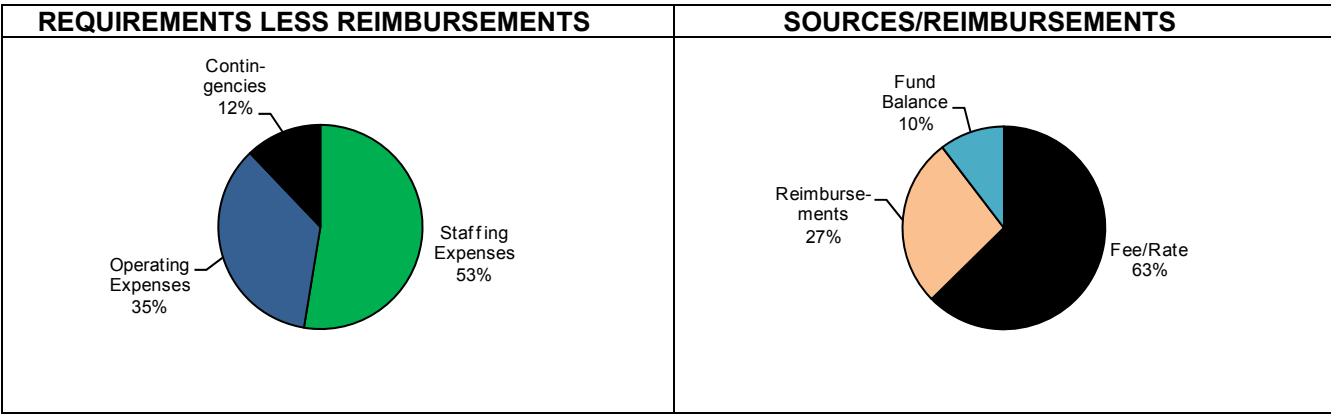 REQUIREMENTS LESS REIMBURSEMENTS
Contin-
gencies
12%
Staffing
Expenses
53%
Operating
Expenses
35%
SOURCES/REIMBURSEMENTS
Fund
Balance
10%
Reimburse-
ments
27%
Fee/Rate
63%